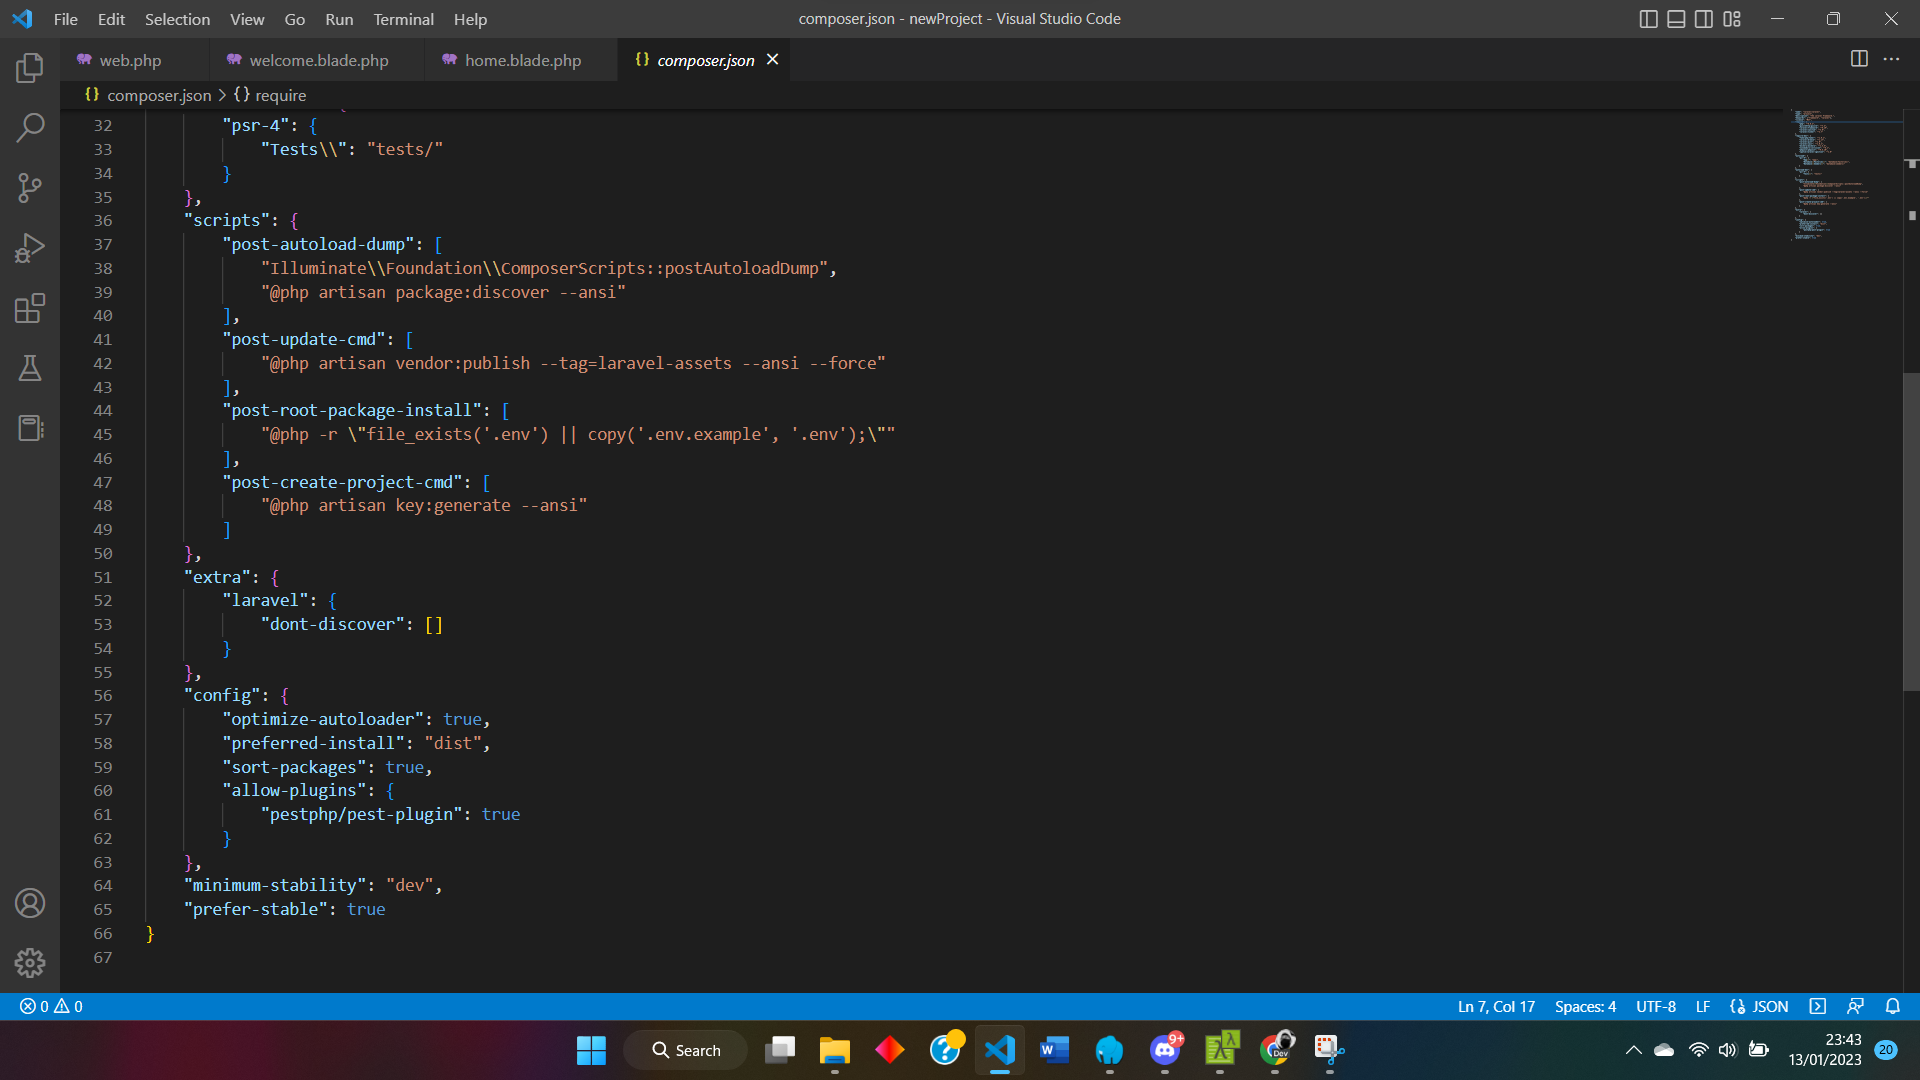 File Edit Selection View Go Run Terminal Help
composer.json - newProject - Visual Studio Code
web.php
welcome.blade.php
home.blade.php
{} composer.json
{} composer.json > {} require
32 "psr-4": {
33 "Tests\\": "tests/"
34 }
35 },
36 "scripts": {
37 "post-autoload-dump": [
38 "Illuminate\\Foundation\\ComposerScripts::postAutoloadDump",
39 "@php artisan package:discover --ansi"
40 ],
41 "post-update-cmd": [
42 "@php artisan vendor:publish --tag=laravel-assets --ansi --force"
43 ],
44 "post-root-package-install": [
45 "@php -r \"file_exists('.env') || copy('.env.example', '.env');\""
46 ],
47 "post-create-project-cmd": [
48 "@php artisan key:generate --ansi"
49 ]
50 },
51 "extra": {
52 "laravel": {
53 "dont-discover": []
54 }
55 },
56 "config": {
57 "optimize-autoloader": true,
58 "preferred-install": "dist",
59 "sort-packages": true,
60 "allow-plugins": {
61 "pestphp/pest-plugin": true
62 }
63 },
64 "minimum-stability": "dev",
65 "prefer-stable": true
66 }
67
0 0
Ln 7, Col 17 Spaces: 4 UTF-8 LF {} JSON
Search
W
9+
Dev
23:43
13/01/2023
20